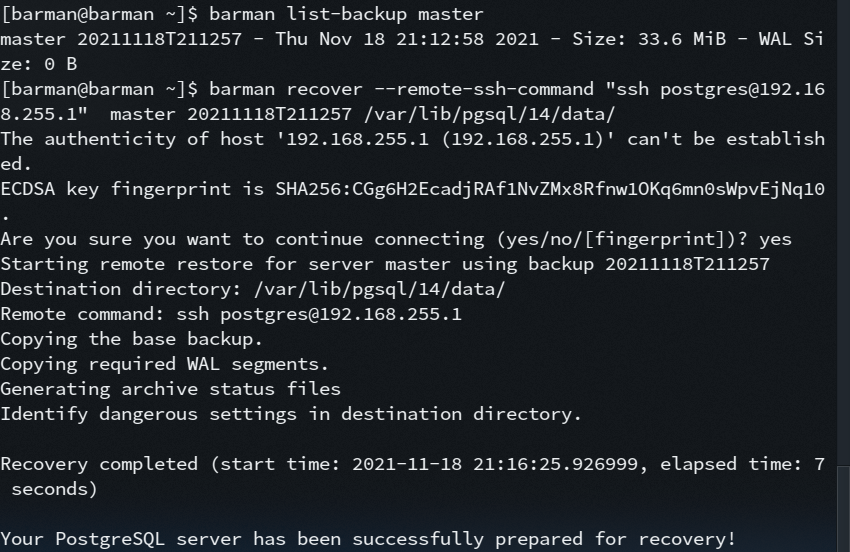 [barman@barman ~]$ barman list-backup master
master 20211118T211257 - Thu Nov 18 21:12:58 2021 - Size: 33.6 MiB - WAL Si
ze: 0 B
[barman@barman ~]$ barman recover --remote-ssh-command "ssh postgres@192.16
8.255.1"  master 20211118T211257 /var/lib/pgsql/14/data/
The authenticity of host '192.168.255.1 (192.168.255.1)' can't be establish
ed.
ECDSA key fingerprint is SHA256:CGg6H2EcadjRAf1NvZMx8Rfnw1OKq6mn0sWpvEjNq10
.
Are you sure you want to continue connecting (yes/no/[fingerprint])? yes
Starting remote restore for server master using backup 20211118T211257
Destination directory: /var/lib/pgsql/14/data/
Remote command: ssh postgres@192.168.255.1
Copying the base backup.
Copying required WAL segments.
Generating archive status files
Identify dangerous settings in destination directory.

Recovery completed (start time: 2021-11-18 21:16:25.926999, elapsed time: 7
 seconds)

Your PostgreSQL server has been successfully prepared for recovery!